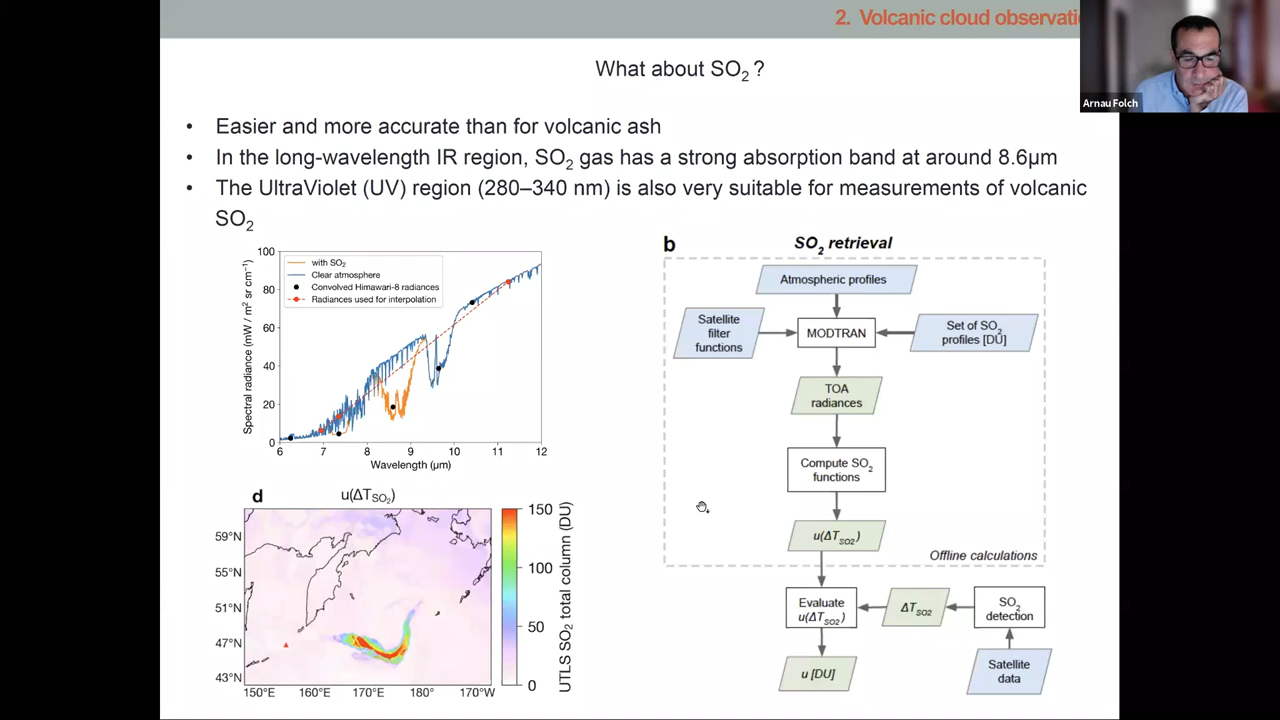 2. Volcanic cloud observati
Arnau Folch
What about SO2 ?
• Easier and more accurate than for volcanic ash
• In the long-wavelength IR region, SO2 gas has a strong absorption band at around 8.6μm
• The UltraViolet (UV) region (280–340 nm) is also very suitable for measurements of volcanic
SO2
100
80
60
40
20
0
Spectral radiance (mW / m² sr cm⁻¹)
with SO2
Clear atmosphere
Convolved Himawari-8 radiances
Radiances used for interpolation
6 7 8 9 10 11 12
Wavelength (μm)
d
u(ΔTSO2)
59°N
55°N
51°N
47°N
43°N
150°E 160°E 170°E 180° 170°W
150
100
50
0
UTLS SO2 total column (DU)
b
SO2 retrieval
Atmospheric profiles
Satellite
filter
functions
MODTRAN
Set of SO2
profiles [DU]
TOA
radiances
Compute SO2
functions
u(ΔTSO2)
Offline calculations
Evaluate
u(ΔTSO2)
ΔTSO2
SO2
detection
u [DU]
Satellite
data